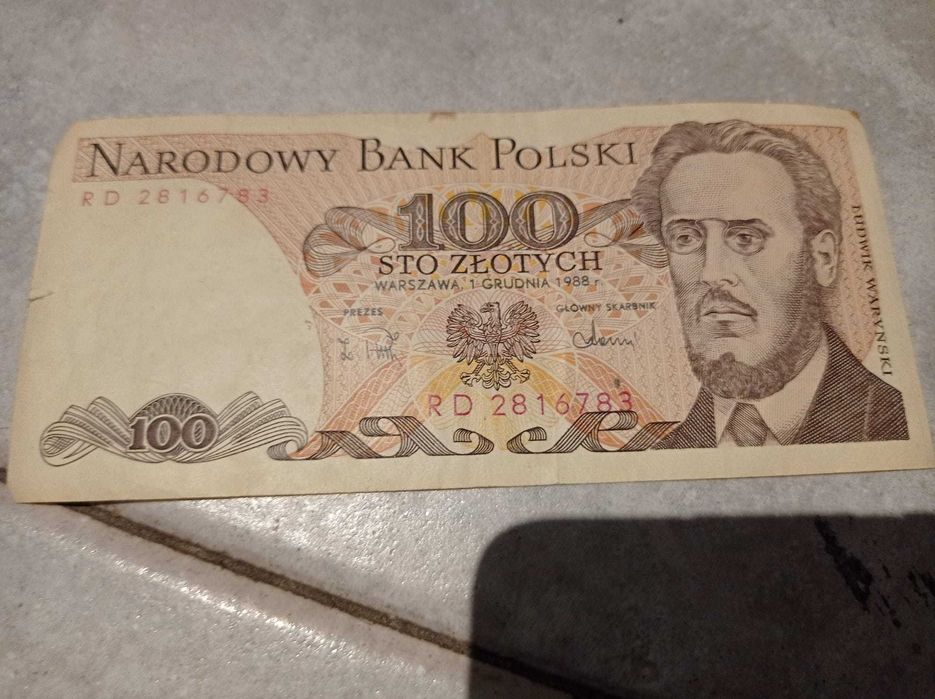 NARODOWY BANK POLSKI
RD 2816783
100
STO ZŁOTYCH
WARSZAWA, 1 GRUDNIA 1988 r.
PREZES
GŁÓWNY SKARBNIK
RD 2816783
100
LUDWIK WARYŃSKI